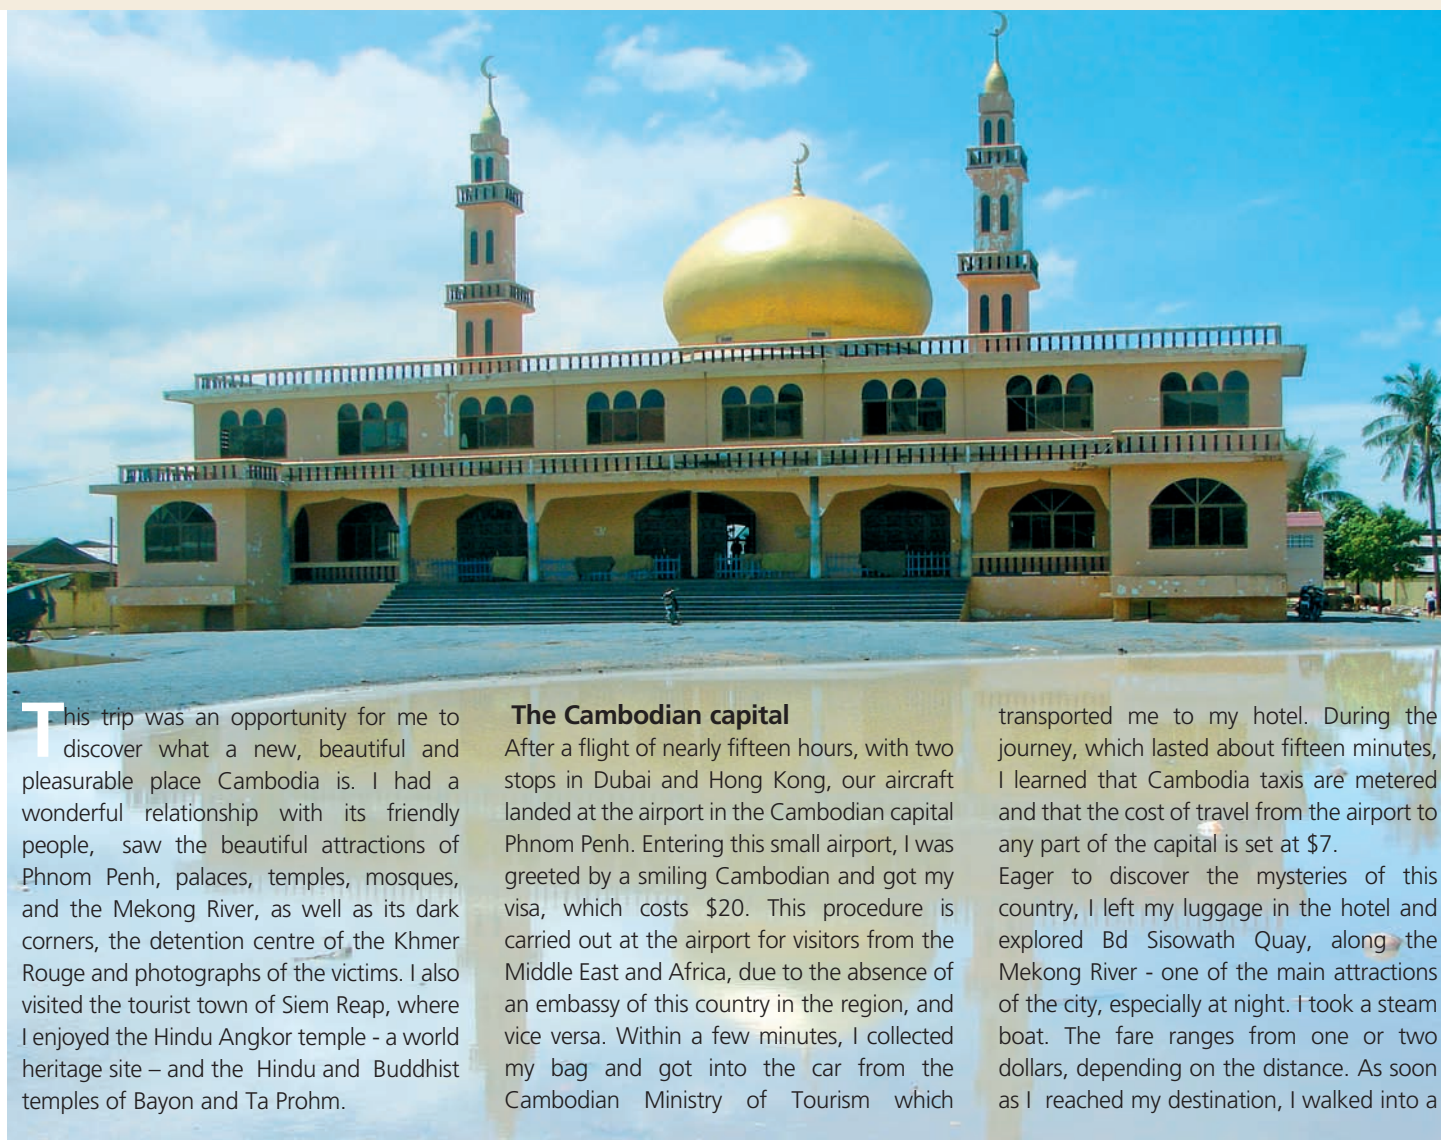 This trip was an opportunity for me to
discover what a new, beautiful and
pleasurable place Cambodia is. I had a
wonderful relationship with its friendly
people, saw the beautiful attractions of
Phnom Penh, palaces, temples, mosques,
and the Mekong River, as well as its dark
corners, the detention centre of the Khmer
Rouge and photographs of the victims. I also
visited the tourist town of Siem Reap, where
I enjoyed the Hindu Angkor temple - a world
heritage site – and the Hindu and Buddhist
temples of Bayon and Ta Prohm.
The Cambodian capital
After a flight of nearly fifteen hours, with two
stops in Dubai and Hong Kong, our aircraft
landed at the airport in the Cambodian capital
Phnom Penh. Entering this small airport, I was
greeted by a smiling Cambodian and got my
visa, which costs $20. This procedure is
carried out at the airport for visitors from the
Middle East and Africa, due to the absence of
an embassy of this country in the region, and
vice versa. Within a few minutes, I collected
my bag and got into the car from the
Cambodian Ministry of Tourism which
transported me to my hotel. During the
journey, which lasted about fifteen minutes,
I learned that Cambodia taxis are metered
and that the cost of travel from the airport to
any part of the capital is set at $7.
Eager to discover the mysteries of this
country, I left my luggage in the hotel and
explored Bd Sisowath Quay, along the
Mekong River - one of the main attractions
of the city, especially at night. I took a steam
boat. The fare ranges from one or two
dollars, depending on the distance. As soon
as I reached my destination, I walked into a